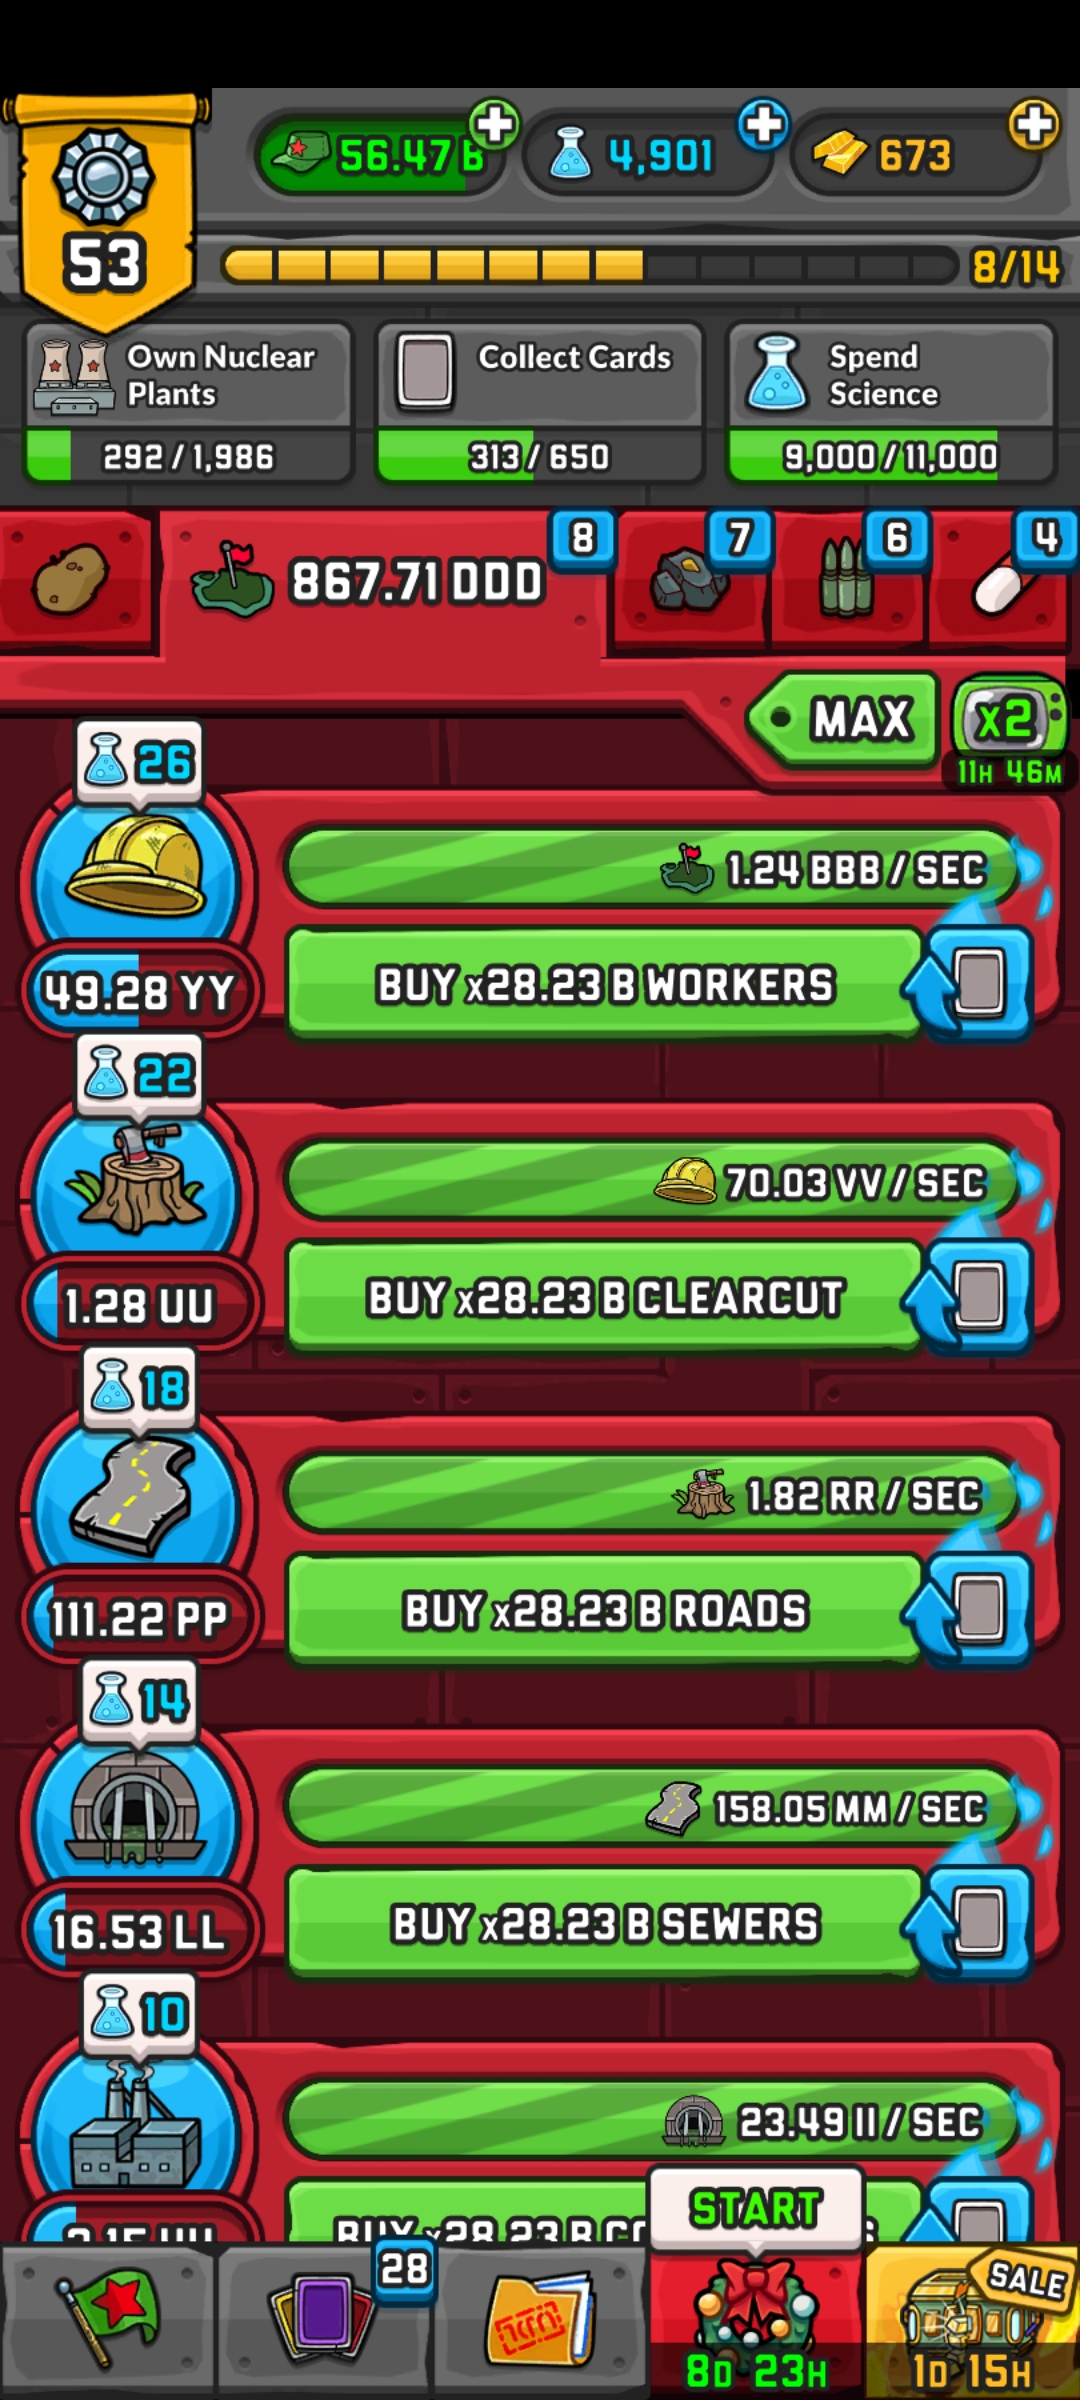 56.47 B
4,901
673
53
8/14
Own Nuclear
Plants
292 / 1,986
Collect Cards
313 / 650
Spend
Science
9,000 / 11,000
867.71 DDD
8
7
6
4
MAX
x2
11H 46M
26
1.24 BBB / SEC
49.28 YY
BUY x28.23 B WORKERS
22
70.03 VV / SEC
1.28 UU
BUY x28.23 B CLEARCUT
18
1.82 RR / SEC
111.22 PP
BUY x28.23 B ROADS
14
158.05 MM / SEC
16.53 LL
BUY x28.23 B SEWERS
10
23.49 II / SEC
BUY x28.23 B
START
28
SALE
8D 23H
1D 15H